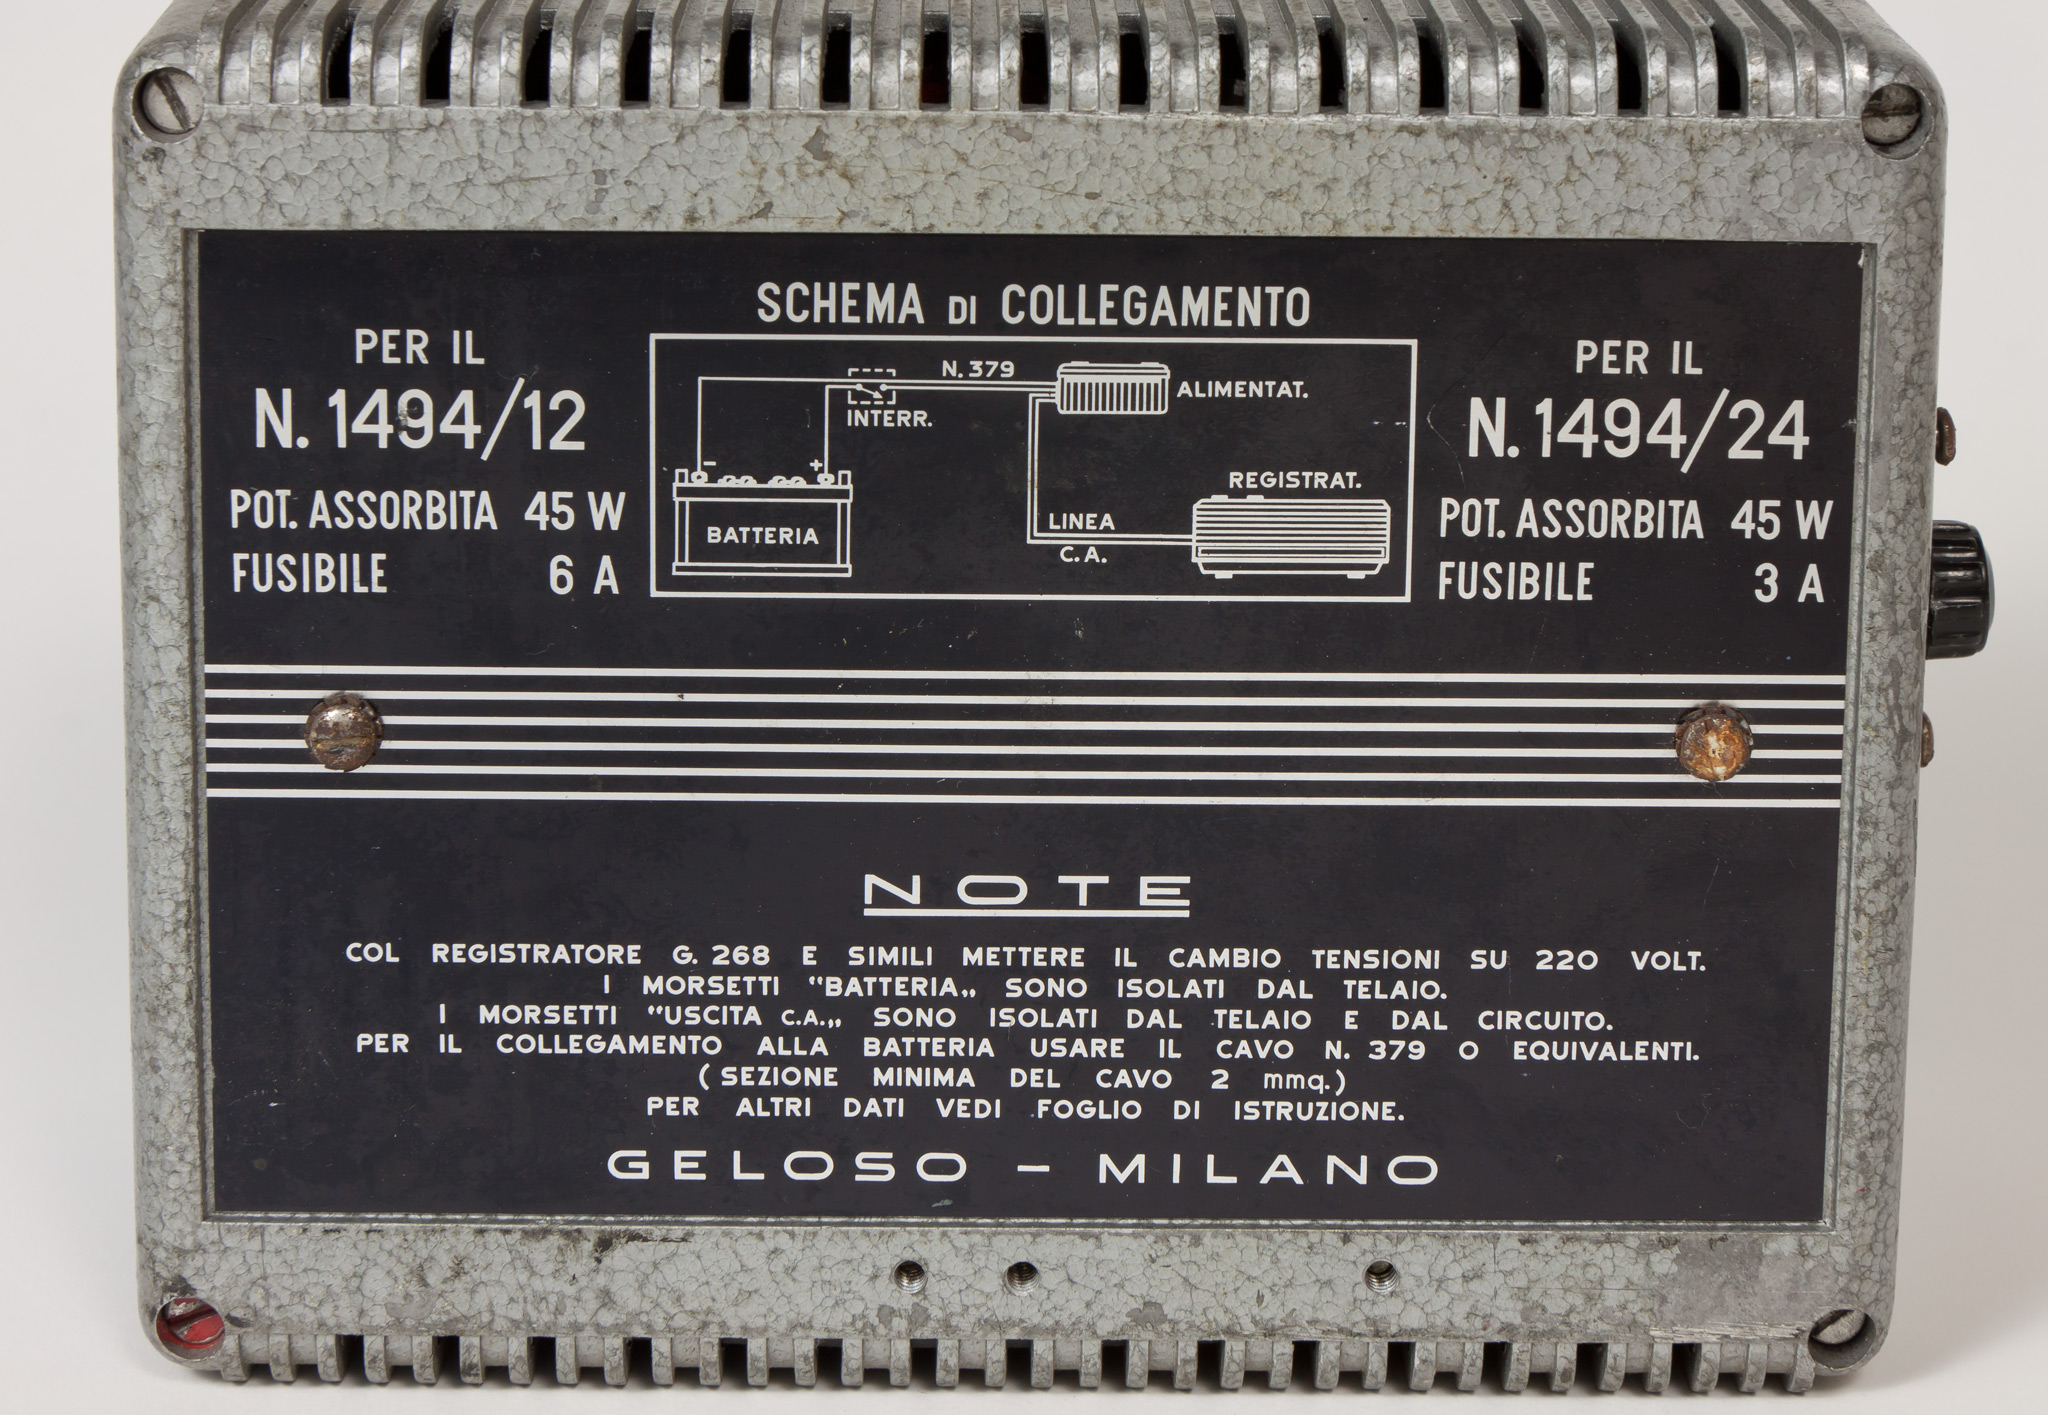 SCHEMA DI COLLEGAMENTO
PER IL
N. 1494/12
POT. ASSORBITA 45 W
FUSIBILE 6 A
N. 379
INTERR.
ALIMENTAT.
- +
BATTERIA
REGISTRAT.
LINEA
C.A.
PER IL
N. 1494/24
POT. ASSORBITA 45 W
FUSIBILE 3 A
NOTE
COL REGISTRATORE G. 268 E SIMILI METTERE IL CAMBIO TENSIONI SU 220 VOLT.
I MORSETTI "BATTERIA„ SONO ISOLATI DAL TELAIO.
I MORSETTI "USCITA C.A.„ SONO ISOLATI DAL TELAIO E DAL CIRCUITO.
PER IL COLLEGAMENTO ALLA BATTERIA USARE IL CAVO N. 379 O EQUIVALENTI.
(SEZIONE MINIMA DEL CAVO 2 mmq.)
PER ALTRI DATI VEDI FOGLIO DI ISTRUZIONE.
GELOSO - MILANO